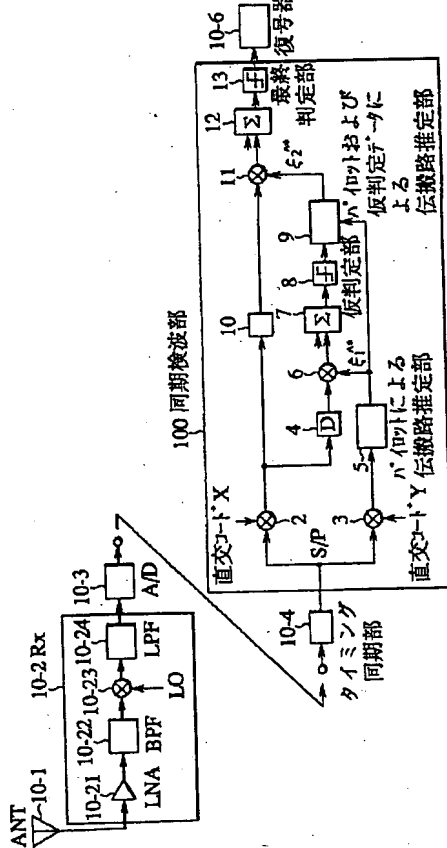 ANT
10-1
10-2 Rx
10-21
LNA
10-22
BPF
10-23
LO
10-24
LPF
10-3
A/D
10-4
タイミング
同期部
100 同期検波部
直交コードX
2
S/P
3
直交コードY
4
D
5
パイロットによる
伝搬路推定部
6
7
Σ
8
仮判定部
9
パイロットおよび
仮判定データに
よる
伝搬路推定部
10
11
12
Σ
13
最終
判定部
10-6
復号器